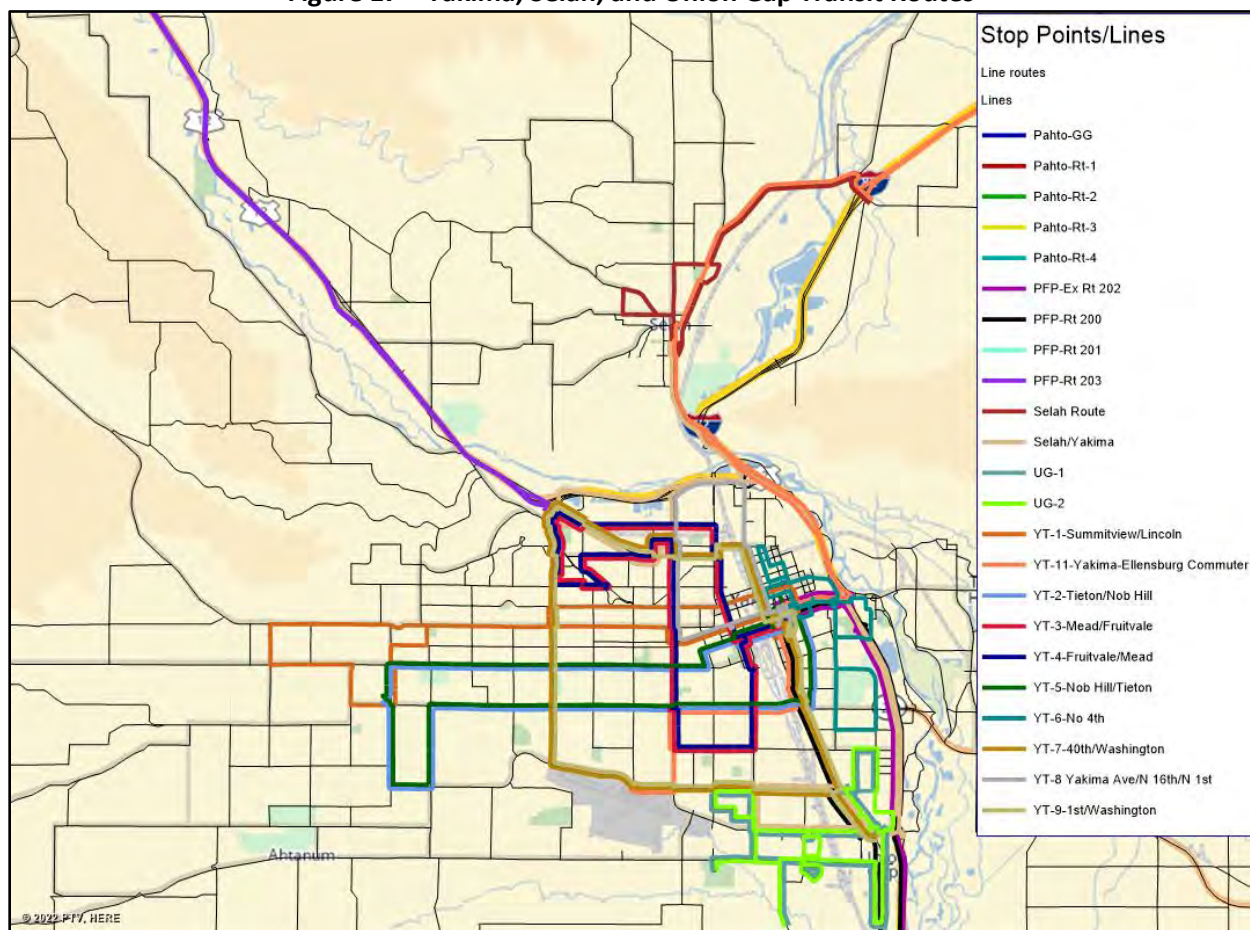 Stop Points/Lines
Line routes
Lines
Pahto-GG
Pahto-Rt-1
Pahto-Rt-2
Pahto-Rt-3
Pahto-Rt-4
PFP-Ex Rt 202
PFP-Rt 200
PFP-Rt 201
PFP-Rt 203
Selah Route
Selah/Yakima
UG-1
UG-2
YT-1-Summitview/Lincoln
YT-11-Yakima-Ellensburg Commuter
YT-2-Tieton/Nob Hill
YT-3-Mead/Fruitvale
YT-4-Fruitvale/Mead
YT-5-Nob Hill/Tieton
YT-6-No 4th
YT-7-40th/Washington
YT-8 Yakima Ave/N 16th/N 1st
YT-9-1st/Washington
12
12
Ahtanum
© 2022 PTV, HERE